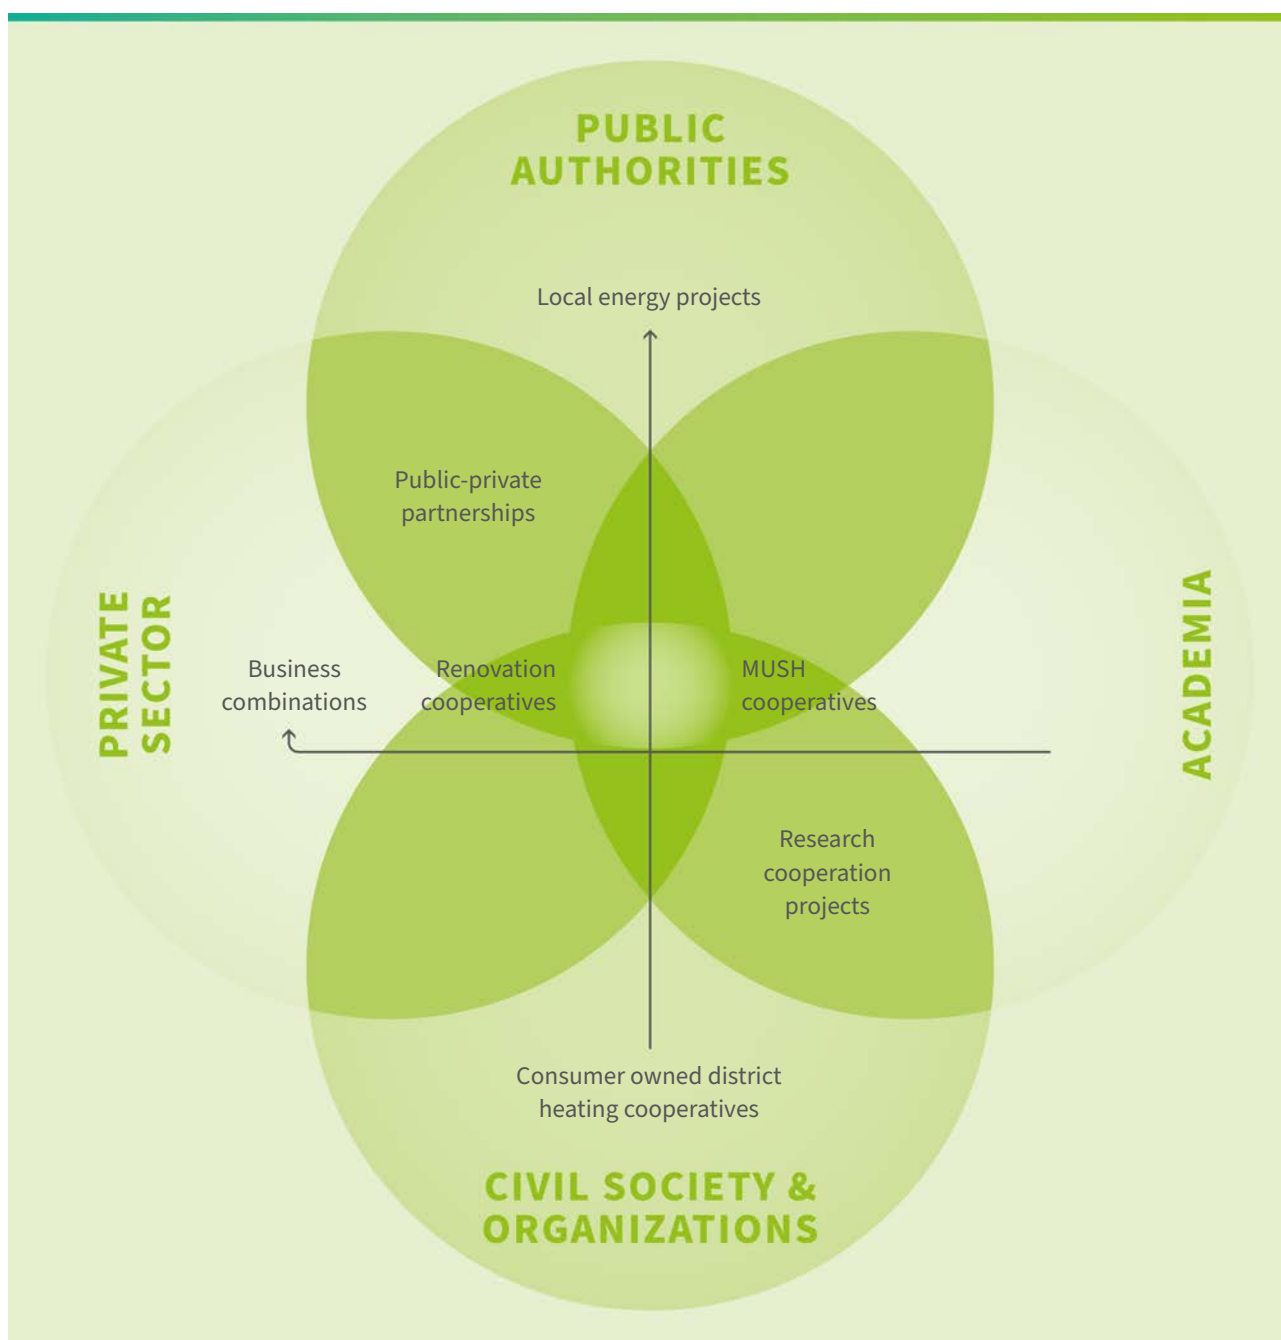 PUBLIC
AUTHORITIES
Local energy projects
Public-private
partnerships
PRIVATE
SECTOR
Business
combinations
Renovation
cooperatives
MUSH
cooperatives
ACADEMIA
Research
cooperation
projects
Consumer owned district
heating cooperatives
CIVIL SOCIETY &
ORGANIZATIONS